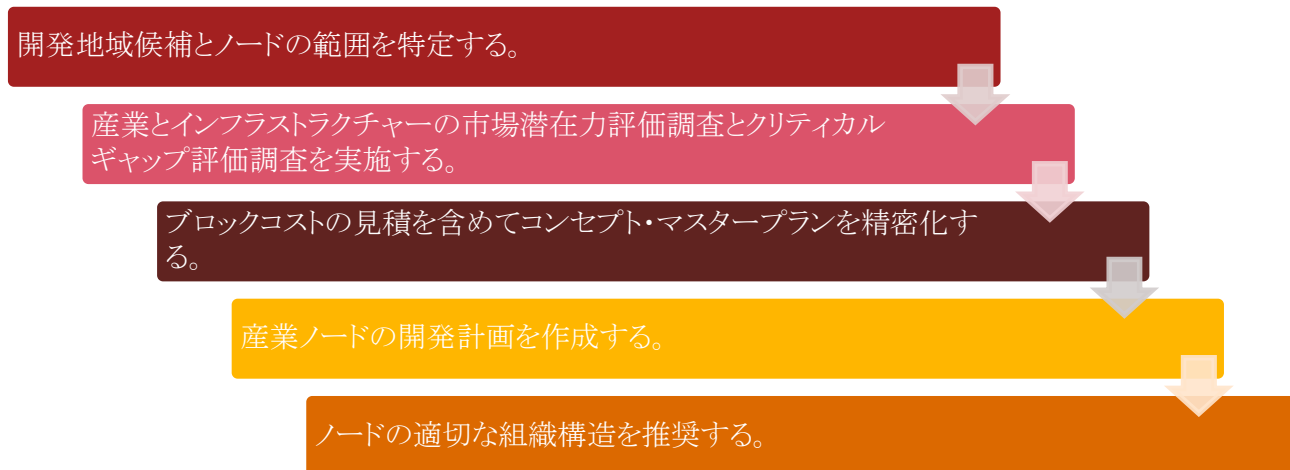 開発地域候補とノードの範囲を特定する。
産業とインフラストラクチャーの市場潜在力評価調査とクリティカル
ギャップ評価調査を実施する。
ブロックコストの見積を含めてコンセプト・マスタープランを精密化す
る。
産業ノードの開発計画を作成する。
ノードの適切な組織構造を推奨する。